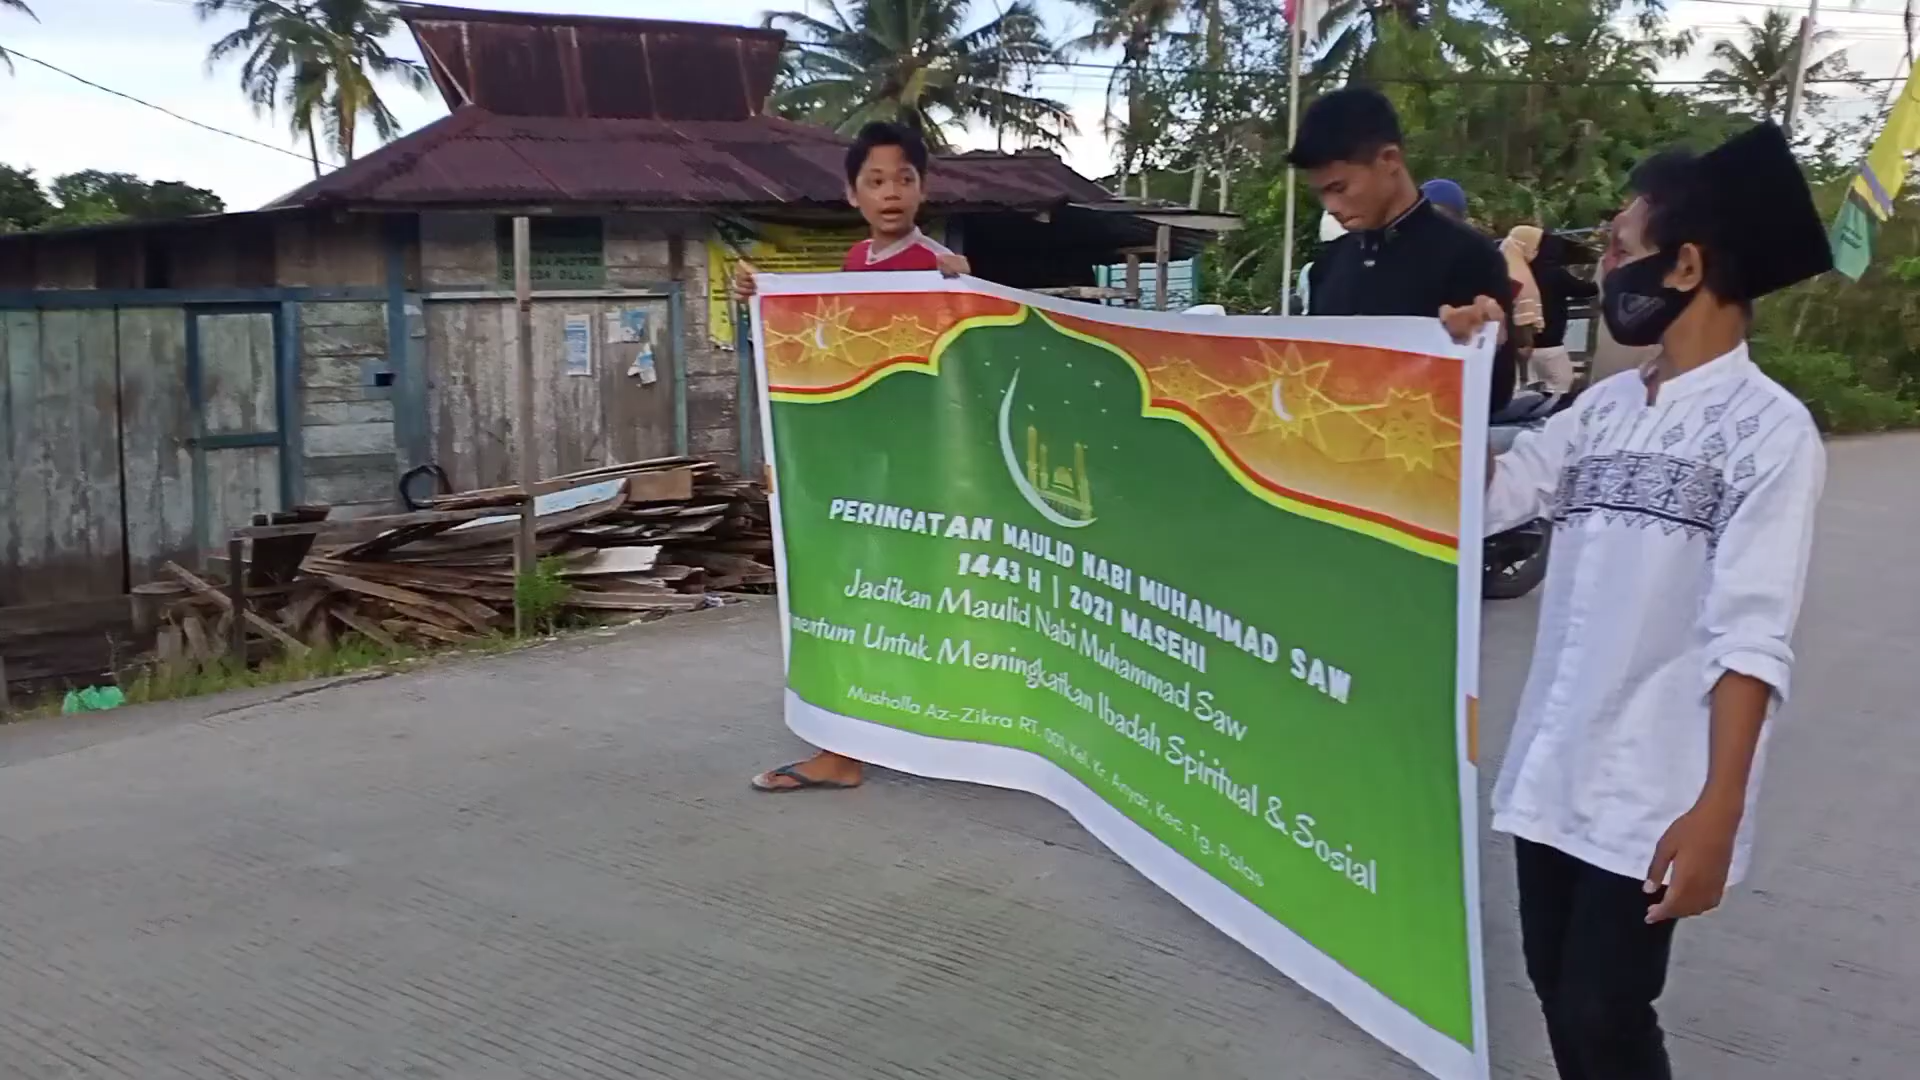 PERINGATAN MAULID NABI MUHAMMAD SAW
1443 H | 2021 MASEHI
Jadikan Maulid Nabi Muhammad Saw
mentum Untuk Meningkatkan Ibadah Spiritual & Sosial
Musholla Az-Zikra RT. 001, Kel. Kr. Anyar, Kec. Tg. Palas